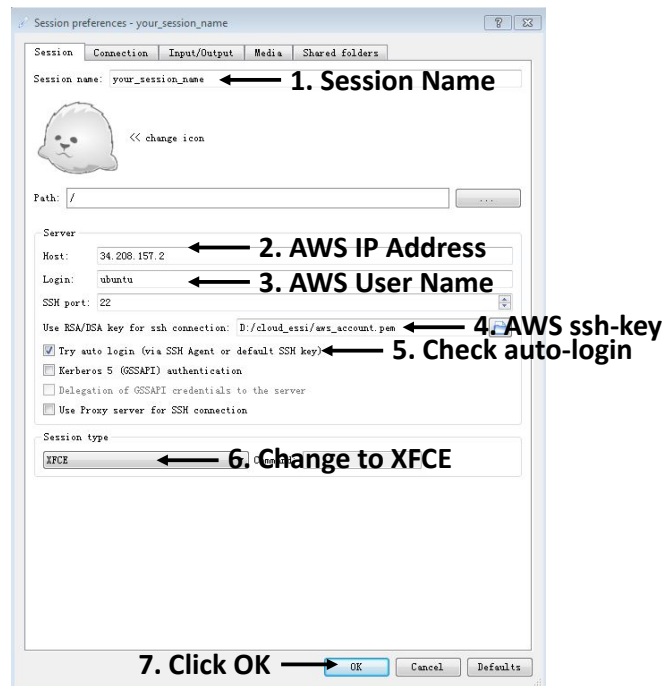 Session preferences - your_session_name
Session Connection Input/Output Media Shared folders
Session name: your_session_name 1. Session Name
<< change icon
Path: / ...
Server
2. AWS IP Address
Host: 34.208.157.2
Login: ubuntu 3. AWS User Name
SSH port: 22
Use RSA/DSA key for ssh connection: D:/cloud_essi/aws_account.pem 4. AWS ssh-key
Try auto login (via SSH Agent or default SSH key) 5. Check auto-login
Kerberos 5 (GSSAPI) authentication
Delegation of GSSAPI credentials to the server
Use Proxy server for SSH connection
Session type
XFCE Command: 6. Change to XFCE
7. Click OK OK Cancel Defaults